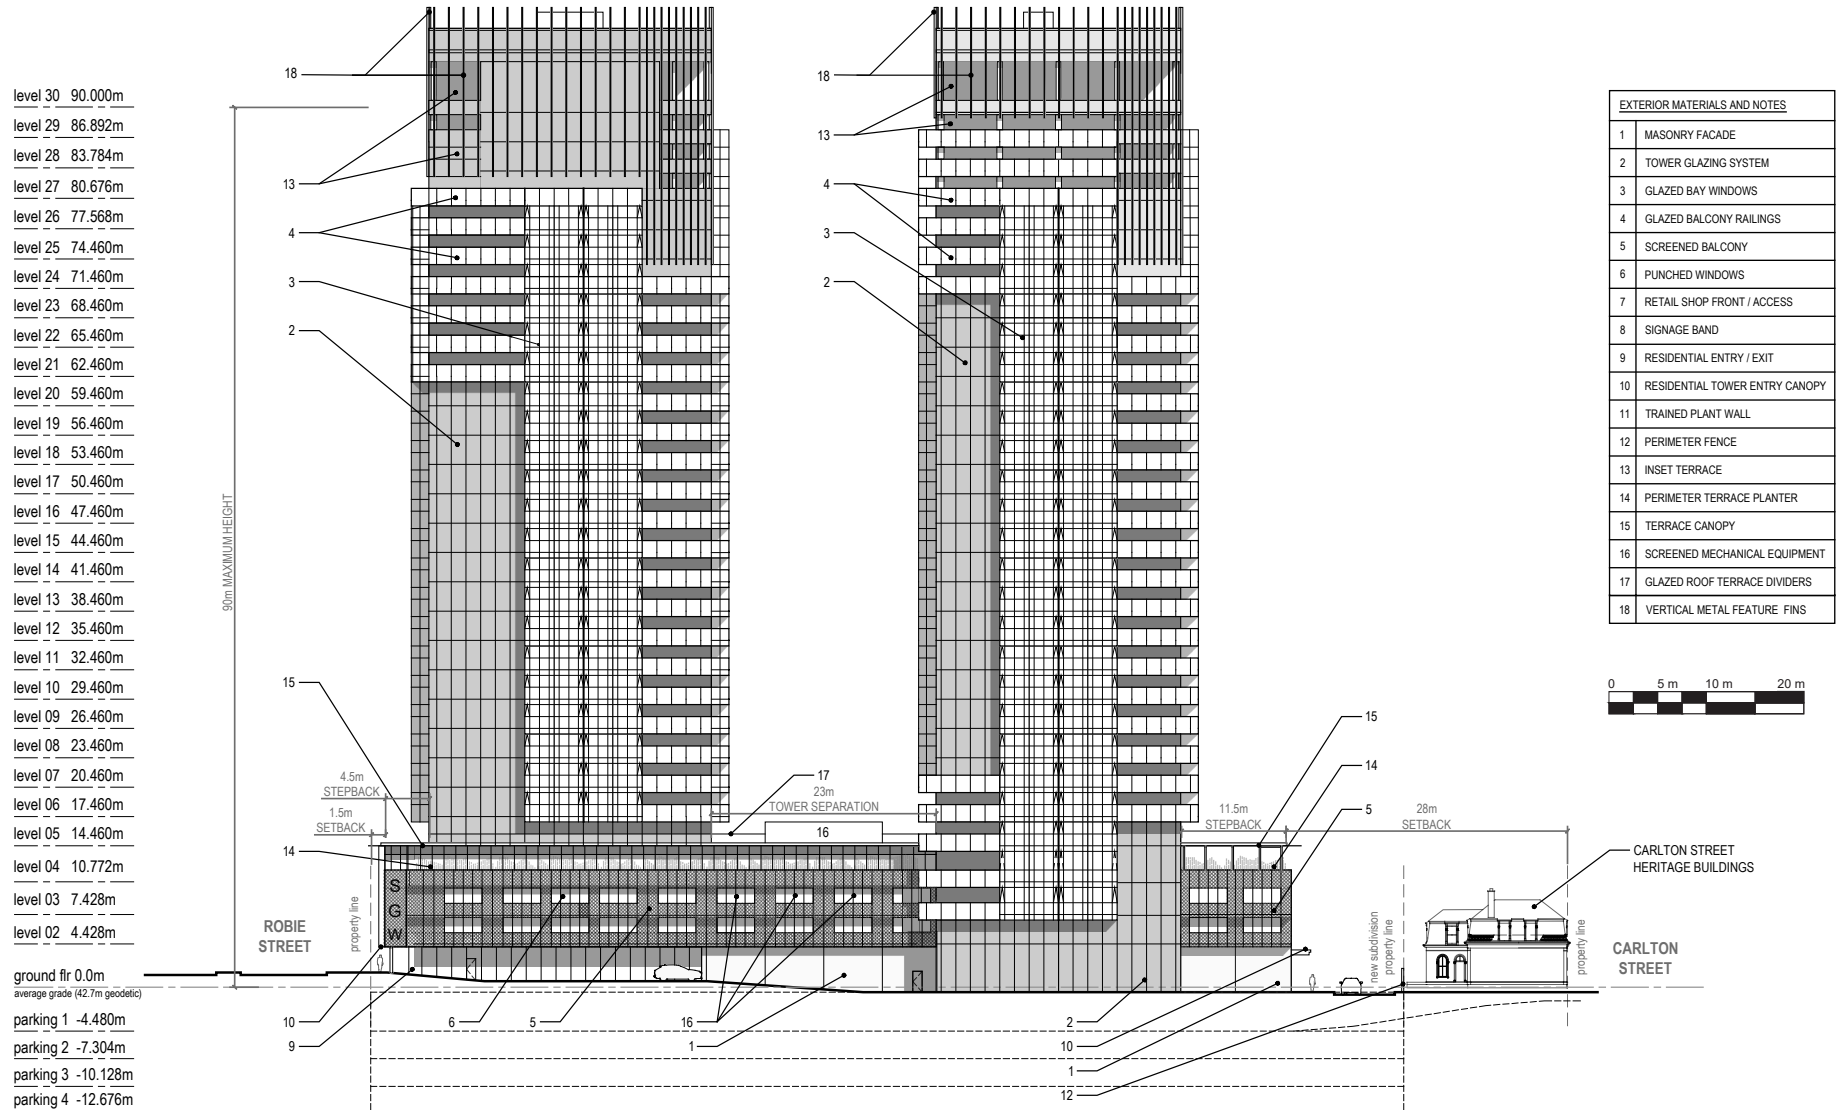 level 30 90.000m
level 29 86.892m
level 28 83.784m
level 27 80.676m
level 26 77.568m
level 25 74.460m
level 24 71.460m
level 23 68.460m
level 22 65.460m
level 21 62.460m
level 20 59.460m
level 19 56.460m
level 18 53.460m
level 17 50.460m
level 16 47.460m
level 15 44.460m
level 14 41.460m
level 13 38.460m
level 12 35.460m
level 11 32.460m
level 10 29.460m
level 09 26.460m
level 08 23.460m
level 07 20.460m
level 06 17.460m
level 05 14.460m
level 04 10.772m
level 03 7.428m
level 02 4.428m
ground flr 0.0m
average grade (42.7m geodetic)
parking 1 -4.480m
parking 2 -7.304m
parking 3 -10.128m
parking 4 -12.676m
90m MAXIMUM HEIGHT
18
13
4
3
2
15
4.5m
STEPBACK
1.5m
SETBACK
14
ROBIE
STREET
property line
S
G
W
10
9
6
5
16
1
18
13
4
3
2
17
23m
TOWER SEPARATION
16
15
14
5
11.5m
STEPBACK
28m
SETBACK
2
10
1
12
CARLTON STREET
HERITAGE BUILDINGS
new subdivision
property line
property line
CARLTON
STREET
EXTERIOR MATERIALS AND NOTES
1 MASONRY FACADE
2 TOWER GLAZING SYSTEM
3 GLAZED BAY WINDOWS
4 GLAZED BALCONY RAILINGS
5 SCREENED BALCONY
6 PUNCHED WINDOWS
7 RETAIL SHOP FRONT / ACCESS
8 SIGNAGE BAND
9 RESIDENTIAL ENTRY / EXIT
10 RESIDENTIAL TOWER ENTRY CANOPY
11 TRAINED PLANT WALL
12 PERIMETER FENCE
13 INSET TERRACE
14 PERIMETER TERRACE PLANTER
15 TERRACE CANOPY
16 SCREENED MECHANICAL EQUIPMENT
17 GLAZED ROOF TERRACE DIVIDERS
18 VERTICAL METAL FEATURE FINS
0 5 m 10 m 20 m